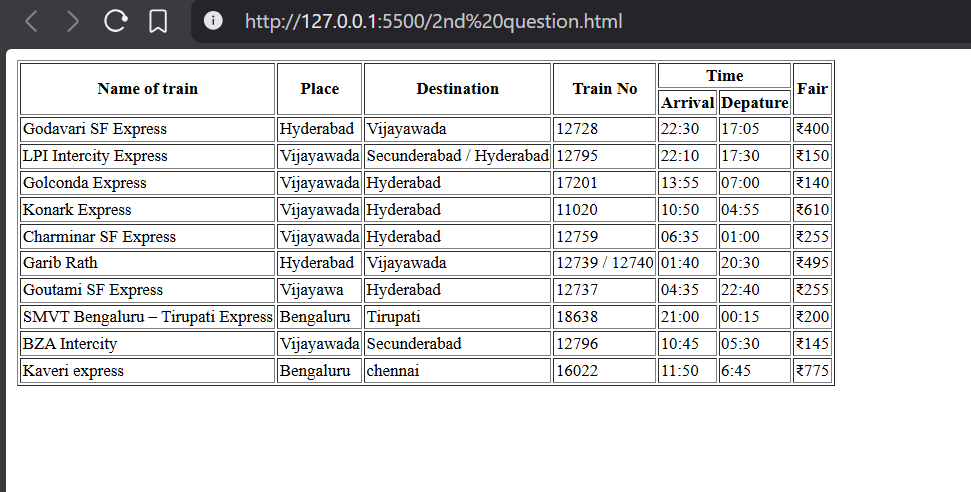 http://127.0.0.1:5500/2nd%20question.html
Name of train Place Destination Train No Time Fair
Arrival Depature
Godavari SF Express Hyderabad Vijayawada 12728 22:30 17:05 ₹400
LPI Intercity Express Vijayawada Secunderabad / Hyderabad 12795 22:10 17:30 ₹150
Golconda Express Vijayawada Hyderabad 17201 13:55 07:00 ₹140
Konark Express Vijayawada Hyderabad 11020 10:50 04:55 ₹610
Charminar SF Express Vijayawada Hyderabad 12759 06:35 01:00 ₹255
Garib Rath Hyderabad Vijayawada 12739 / 12740 01:40 20:30 ₹495
Goutami SF Express Vijayawa Hyderabad 12737 04:35 22:40 ₹255
SMVT Bengaluru – Tirupati Express Bengaluru Tirupati 18638 21:00 00:15 ₹200
BZA Intercity Vijayawada Secunderabad 12796 10:45 05:30 ₹145
Kaveri express Bengaluru chennai 16022 11:50 6:45 ₹775